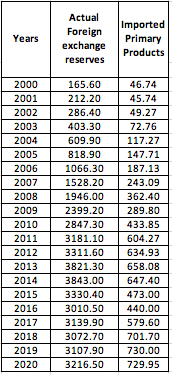 Years Actual Foreign exchange reserves Imported Primary Products
2000 165.60 46.74
2001 212.20 45.74
2002 286.40 49.27
2003 403.30 72.76
2004 609.90 117.27
2005 818.90 147.71
2006 1066.30 187.13
2007 1528.20 243.09
2008 1946.00 362.40
2009 2399.20 289.80
2010 2847.30 433.85
2011 3181.10 604.27
2012 3311.60 634.93
2013 3821.30 658.08
2014 3843.00 647.40
2015 3330.40 473.00
2016 3010.50 440.00
2017 3139.90 579.60
2018 3072.70 701.70
2019 3107.90 730.00
2020 3216.50 729.95